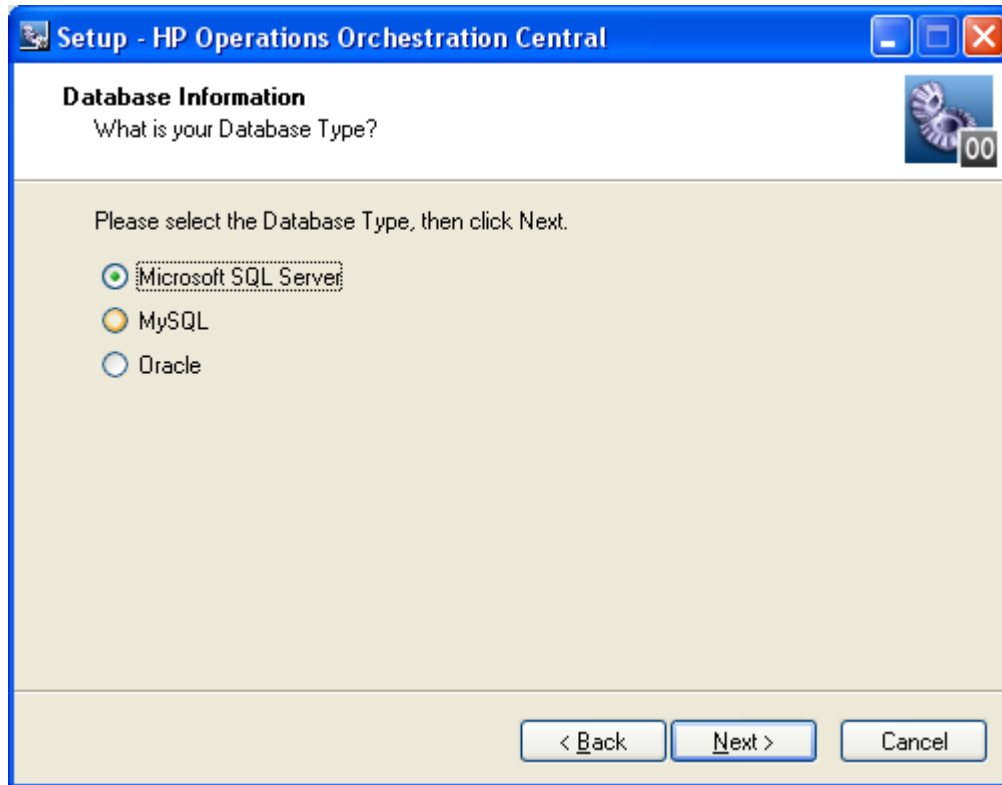 Setup - HP Operations Orchestration Central
Database Information
What is your Database Type?
OO
Please select the Database Type, then click Next.
Microsoft SQL Server
MySQL
Oracle
< Back
Next >
Cancel